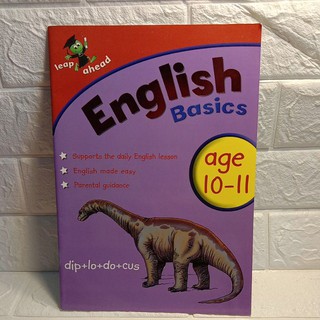 leap ahead
English
Basics
Supports the daily English lesson
English made easy
Parental guidance
age
10-11
dip+lo+do+cus